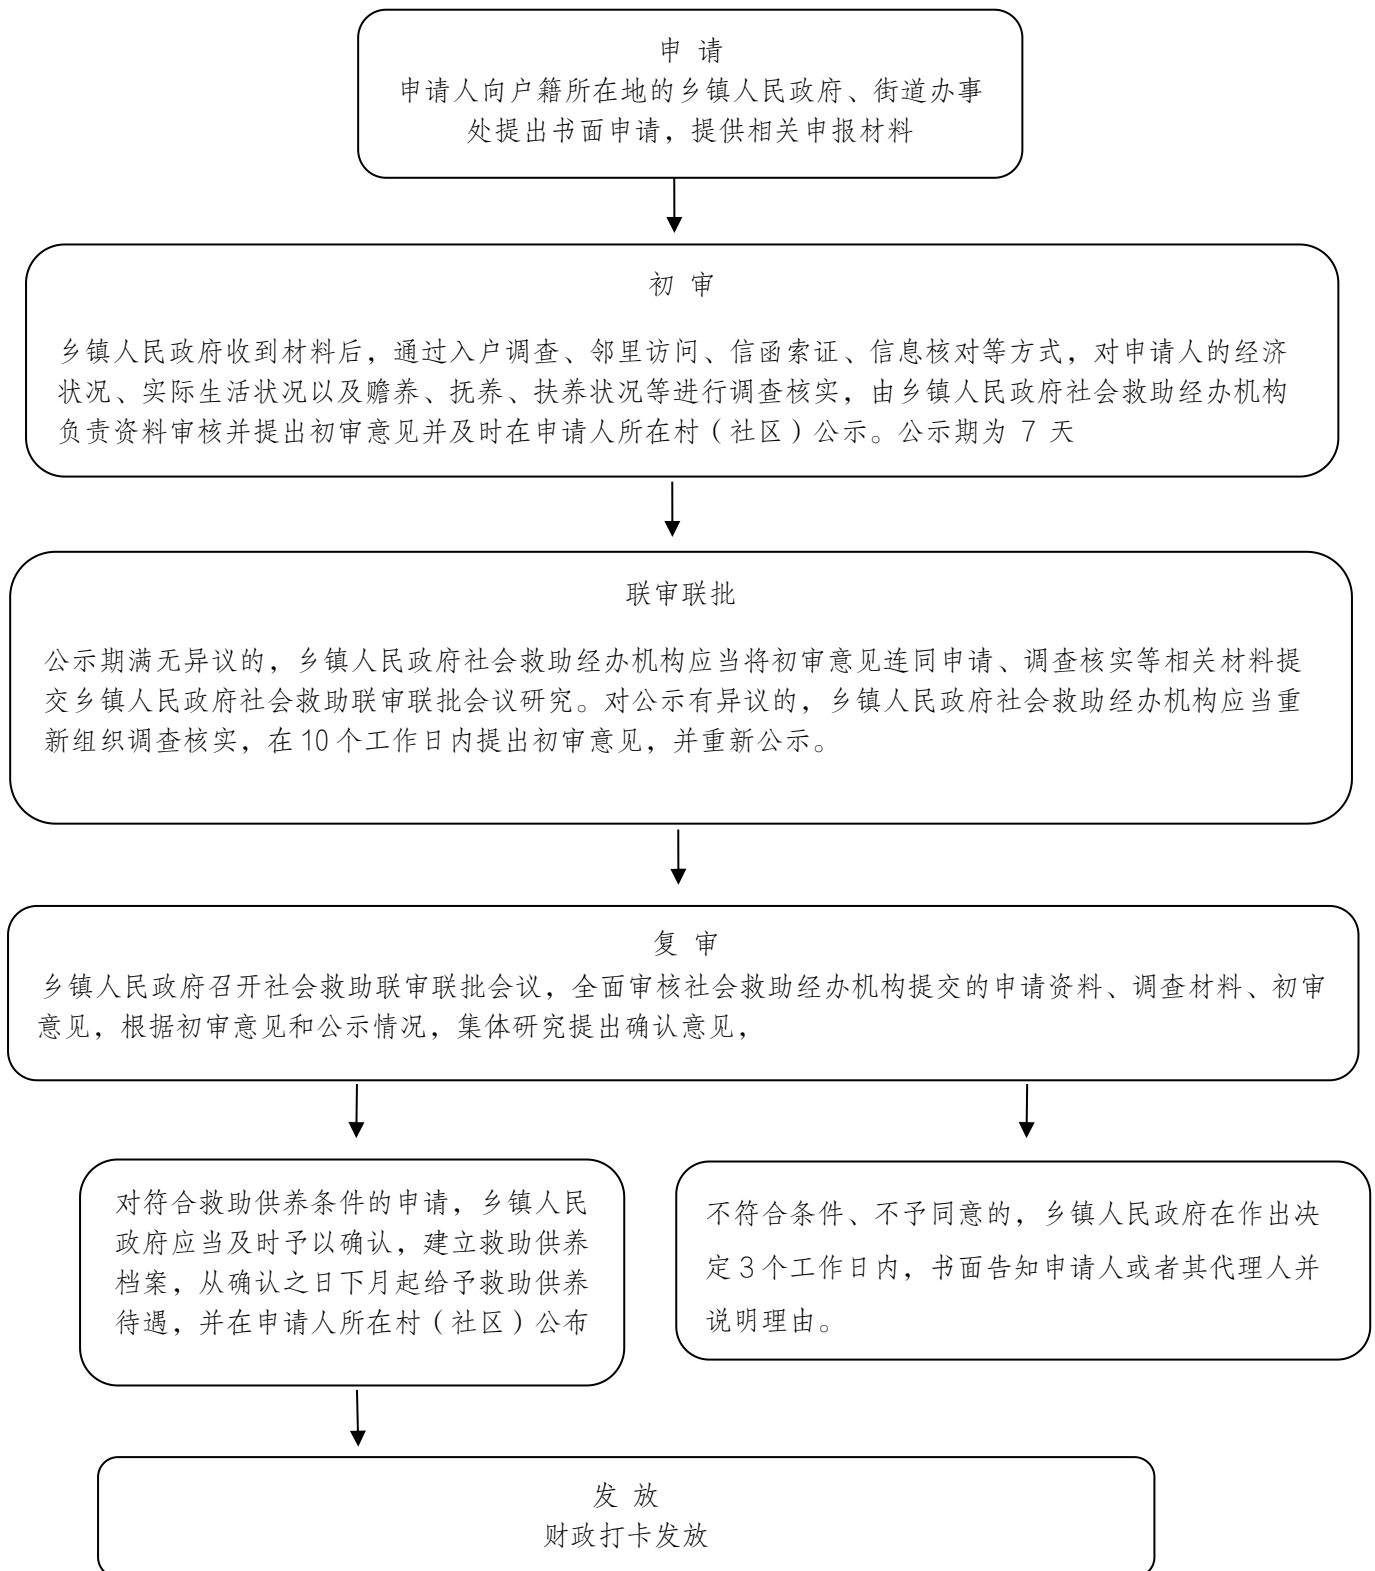 申 请
申请人向户籍所在地的乡镇人民政府、街道办事
处提出书面申请，提供相关申报材料
初 审
乡镇人民政府收到材料后，通过入户调查、邻里访问、信函索证、信息核对等方式，对申请人的经济
状况、实际生活状况以及赡养、抚养、扶养状况等进行调查核实，由乡镇人民政府社会救助经办机构
负责资料审核并提出初审意见并及时在申请人所在村（社区）公示。公示期为 7 天
联审联批
公示期满无异议的，乡镇人民政府社会救助经办机构应当将初审意见连同申请、调查核实等相关材料提
交乡镇人民政府社会救助联审联批会议研究。对公示有异议的，乡镇人民政府社会救助经办机构应当重
新组织调查核实，在 10 个工作日内提出初审意见，并重新公示。
复 审
乡镇人民政府召开社会救助联审联批会议，全面审核社会救助经办机构提交的申请资料、调查材料、初审
意见，根据初审意见和公示情况，集体研究提出确认意见，
对符合救助供养条件的申请，乡镇人民
政府应当及时予以确认，建立救助供养
档案，从确认之日下月起给予救助供养
待遇，并在申请人所在村（社区）公布
不符合条件、不予同意的，乡镇人民政府在作出决
定 3 个工作日内，书面告知申请人或者其代理人并
说明理由。
发 放
财政打卡发放